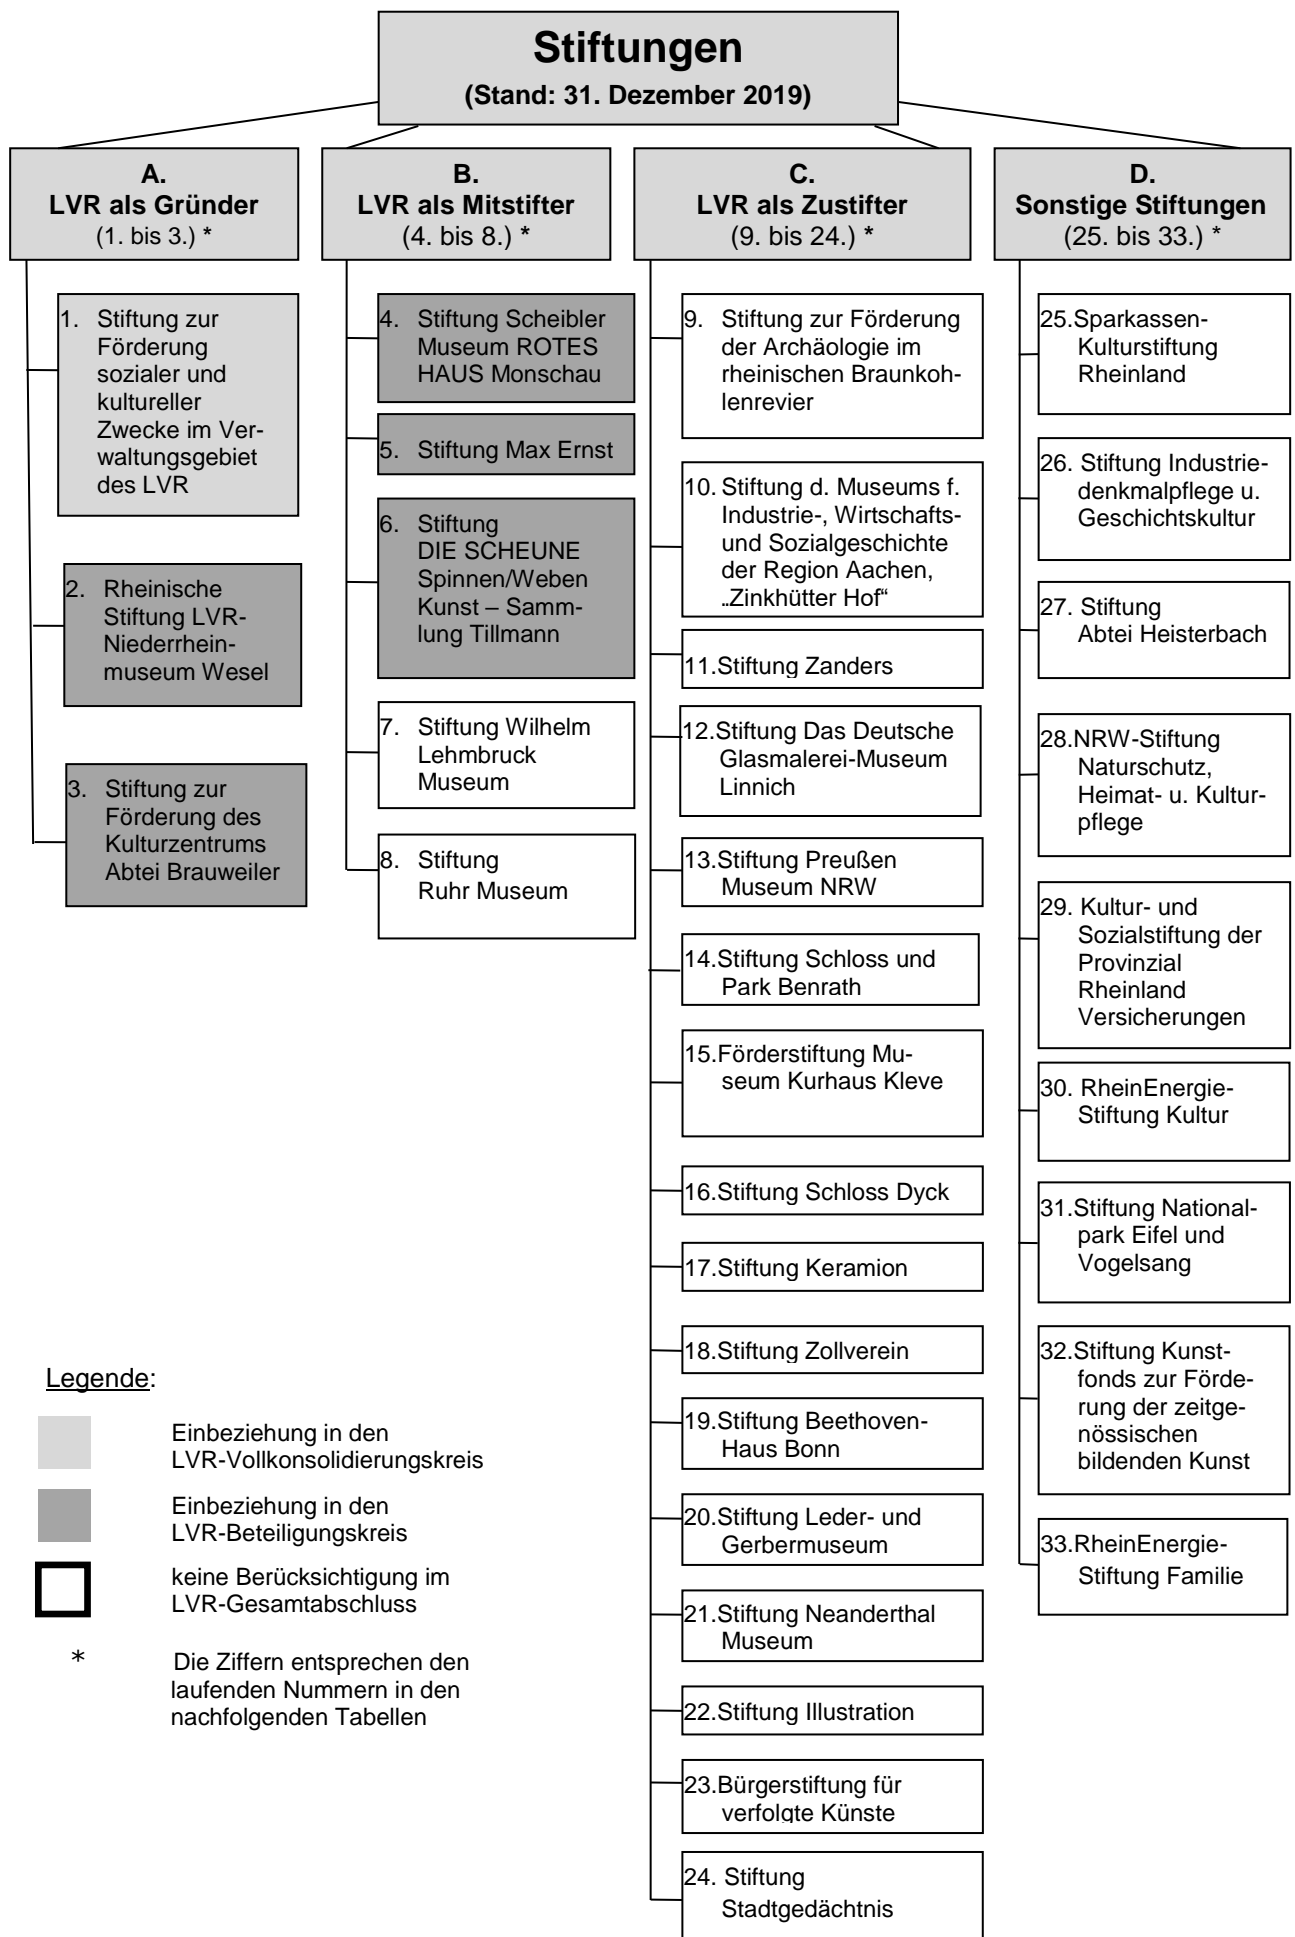 Stiftungen
(Stand: 31. Dezember 2019)
A.
LVR als Gründer
(1. bis 3.) *
B.
LVR als Mitstifter
(4. bis 8.) *
C.
LVR als Zustifter
(9. bis 24.) *
D.
Sonstige Stiftungen
(25. bis 33.) *
1. Stiftung zur
Förderung
sozialer und
kultureller
Zwecke im Ver-
waltungsgebiet
des LVR
2. Rheinische
Stiftung LVR-
Niederrhein-
museum Wesel
3. Stiftung zur
Förderung des
Kulturzentrums
Abtei Brauweiler
4. Stiftung Scheibler
Museum ROTES
HAUS Monschau
5. Stiftung Max Ernst
6. Stiftung
DIE SCHEUNE
Spinnen/Weben
Kunst – Samm-
lung Tillmann
7. Stiftung Wilhelm
Lehmbruck
Museum
8. Stiftung
Ruhr Museum
9. Stiftung zur Förderung
der Archäologie im
rheinischen Braunkoh-
lenrevier
10. Stiftung d. Museums f.
Industrie-, Wirtschafts-
und Sozialgeschichte
der Region Aachen,
„Zinkhütter Hof“
11.Stiftung Zanders
12.Stiftung Das Deutsche
Glasmalerei-Museum
Linnich
13.Stiftung Preußen
Museum NRW
14.Stiftung Schloss und
Park Benrath
15.Förderstiftung Mu-
seum Kurhaus Kleve
16.Stiftung Schloss Dyck
17.Stiftung Keramion
18.Stiftung Zollverein
19.Stiftung Beethoven-
Haus Bonn
20.Stiftung Leder- und
Gerbermuseum
21.Stiftung Neanderthal
Museum
22.Stiftung Illustration
23.Bürgerstiftung für
verfolgte Künste
24. Stiftung
Stadtgedächtnis
25.Sparkassen-
Kulturstiftung
Rheinland
26. Stiftung Industrie-
denkmalpflege u.
Geschichtskultur
27. Stiftung
Abtei Heisterbach
28.NRW-Stiftung
Naturschutz,
Heimat- u. Kultur-
pflege
29. Kultur- und
Sozialstiftung der
Provinzial
Rheinland
Versicherungen
30. RheinEnergie-
Stiftung Kultur
31.Stiftung National-
park Eifel und
Vogelsang
32.Stiftung Kunst-
fonds zur Förde-
rung der zeitge-
nössischen
bildenden Kunst
33.RheinEnergie-
Stiftung Familie
Legende:
Einbeziehung in den
LVR-Vollkonsolidierungskreis
Einbeziehung in den
LVR-Beteiligungskreis
keine Berücksichtigung im
LVR-Gesamtabschluss
* Die Ziffern entsprechen den
laufenden Nummern in den
nachfolgenden Tabellen